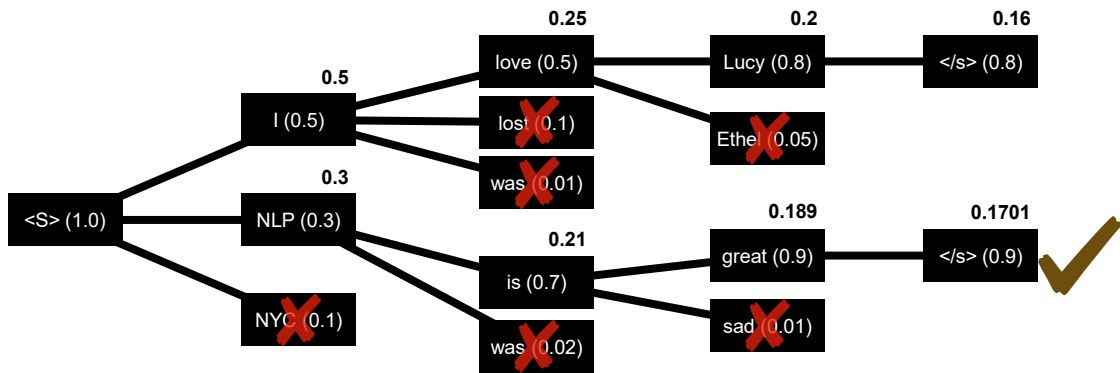 0.25
0.2
0.16
love (0.5)
Lucy (0.8)
</s> (0.8)
0.5
I (0.5)
lost (0.1)
Ethel (0.05)
was (0.01)
0.3
<S> (1.0)
NLP (0.3)
0.189
0.1701
0.21
great (0.9)
</s> (0.9)
is (0.7)
NYC (0.1)
sad (0.01)
was (0.02)